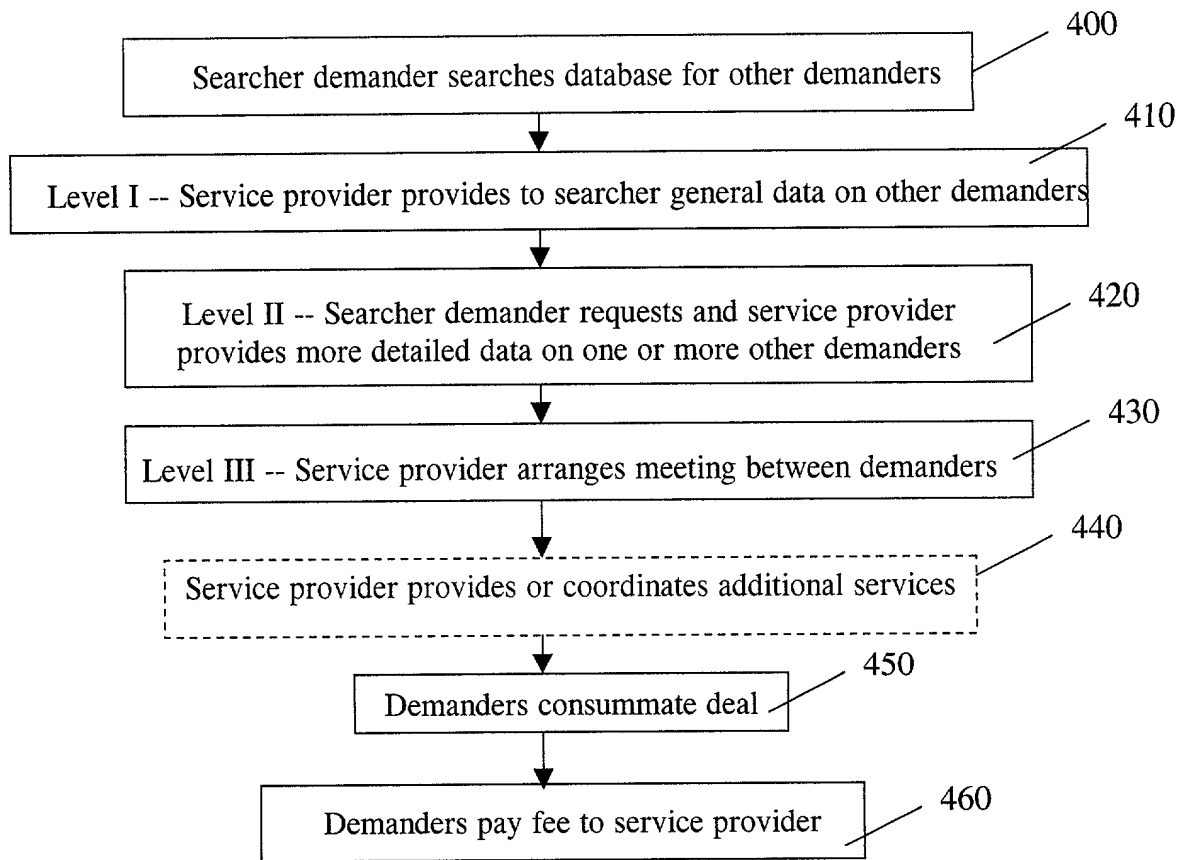 400
Searcher demander searches database for other demanders
410
Level I -- Service provider provides to searcher general data on other demanders
420
Level II -- Searcher demander requests and service provider
provides more detailed data on one or more other demanders
430
Level III -- Service provider arranges meeting between demanders
440
Service provider provides or coordinates additional services
450
Demanders consummate deal
460
Demanders pay fee to service provider